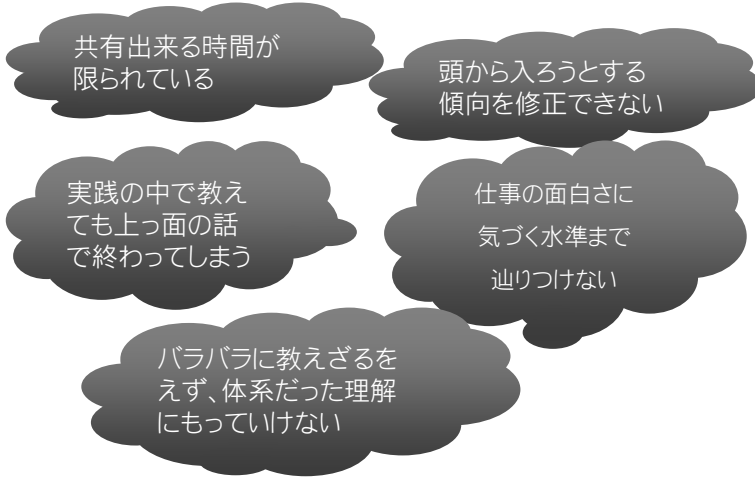 共有出来る時間が
限られている
頭から入ろうとする
傾向を修正できない
実践の中で教え
ても上っ面の話
で終わってしまう
仕事の面白さに
気づく水準まで
辿りつけない
バラバラに教えざるを
えず、体系だった理解
にもっていけない